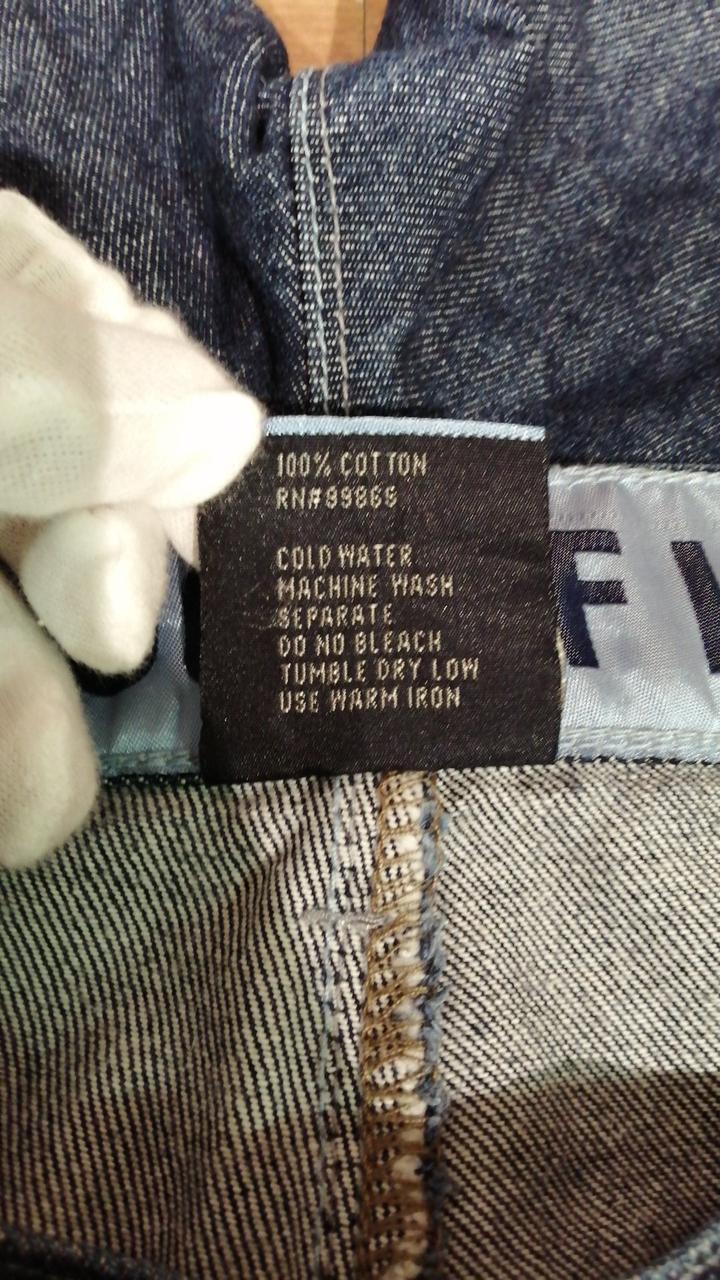 100% COTTON
RN#99869
COLD WATER
MACHINE WASH
SEPARATE
DO NO BLEACH
TUMBLE DRY LOW
USE WARM IRON
F